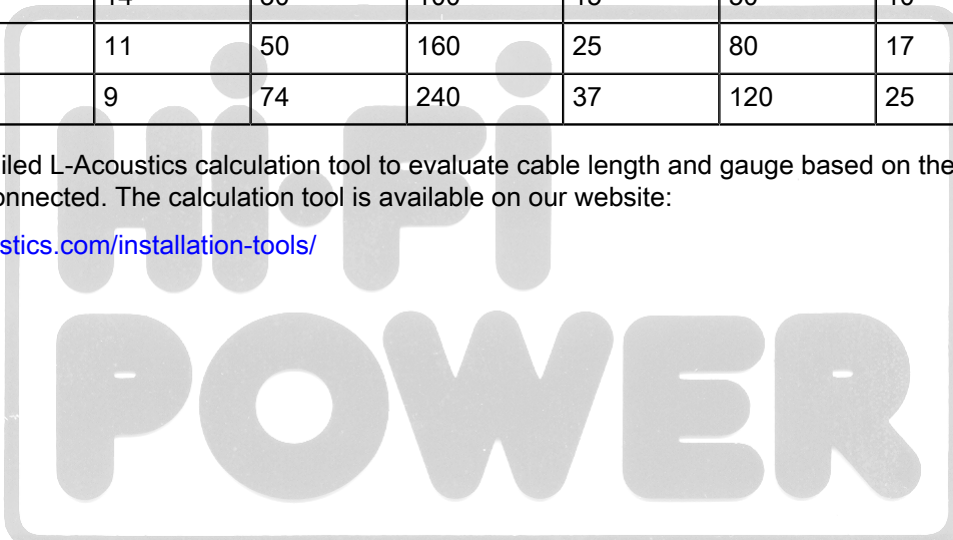 11 50 160 25 80 17
9 74 240 37 120 25
iled L-Acoustics calculation tool to evaluate cable length and gauge based on the
onnected. The calculation tool is available on our website:
stics.com/installation-tools/
Hi-Fi
POWER